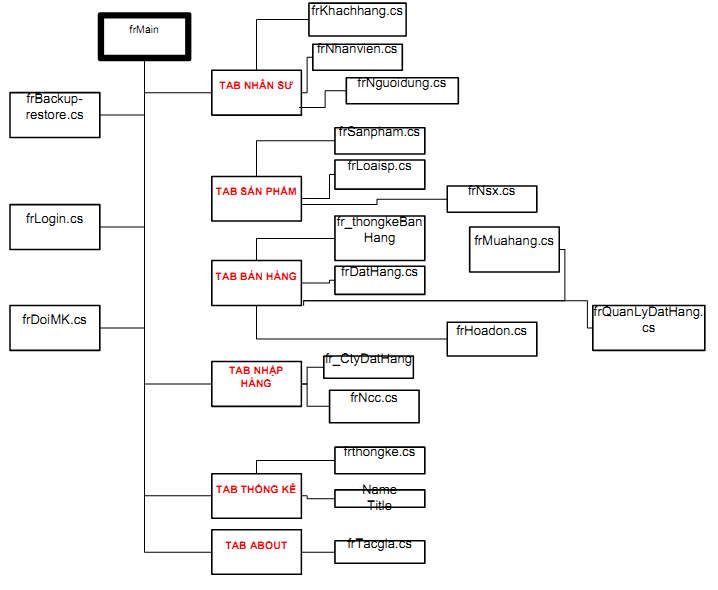 frMain
frKhachhang.cs
frNhanvien.cs
TAB NHÂN SƯ
frNguoidung.cs
frBackup-
restore.cs
frSanpham.cs
frLoaisp.cs
TAB SẢN PHẨM
frNsx.cs
frLogin.cs
fr_thongkeBan
Hang
frMuahang.cs
TAB BÁN HÀNG
frDatHang.cs
frDoiMK.cs
frHoadon.cs
frQuanLyDatHang.
cs
fr_CtyDatHang
TAB NHẬP
HÀNG
frNcc.cs
frthongke.cs
TAB THỐNG KÊ
Name
Title
TAB ABOUT
frTacgia.cs